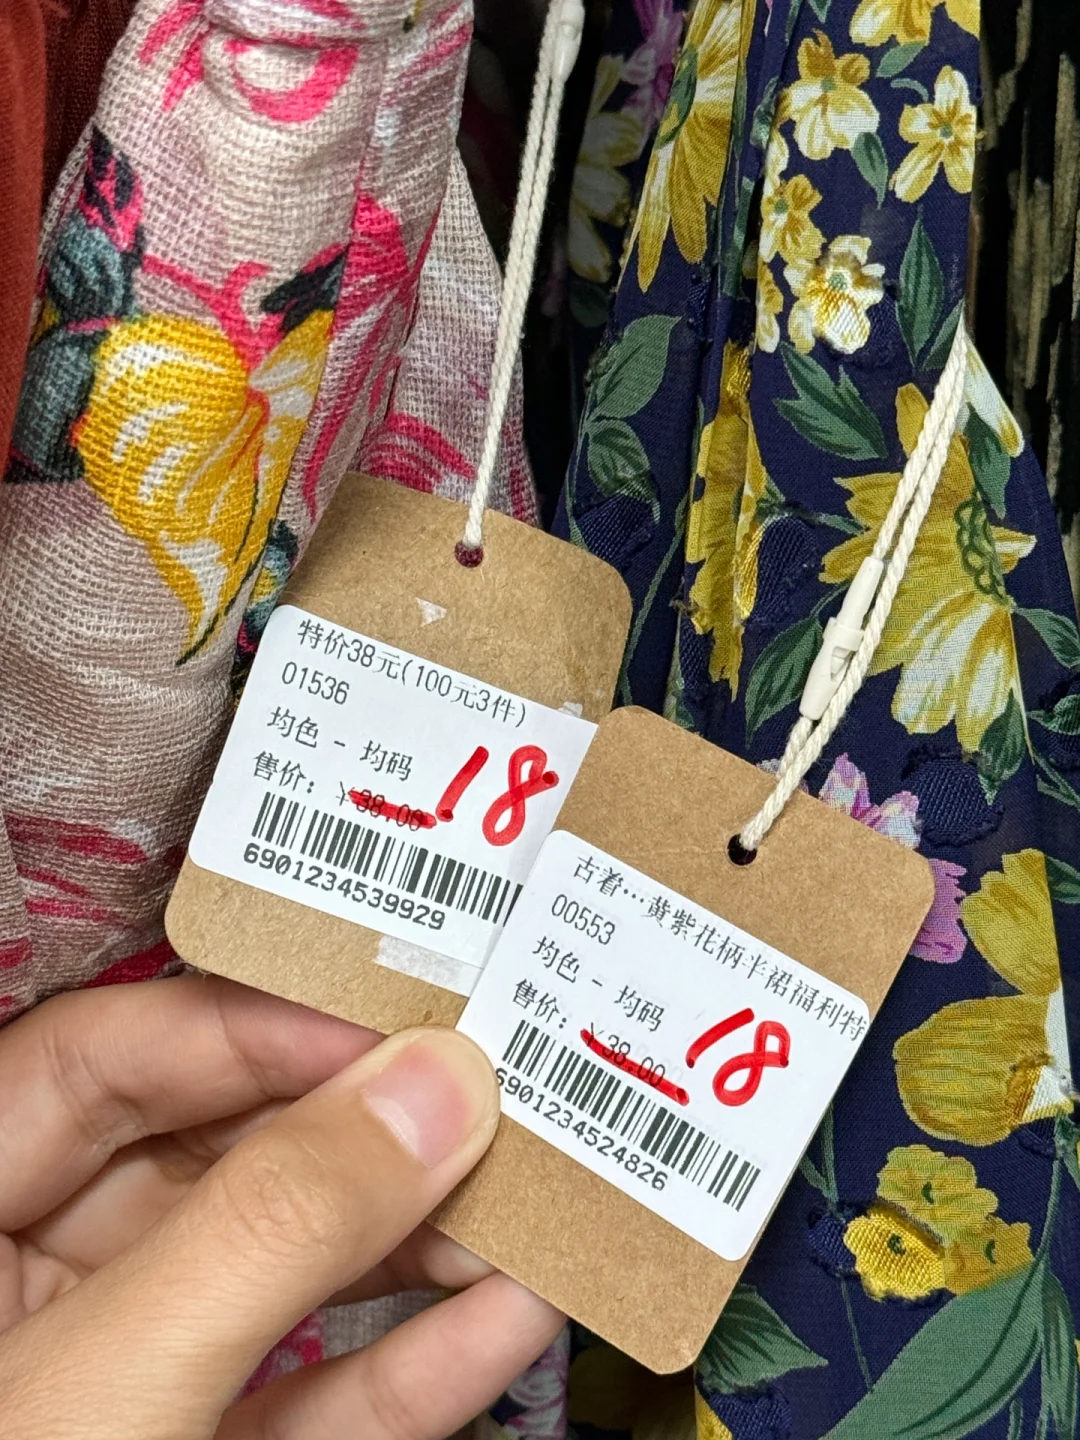 特价38元(100元3件)
01536
均色 - 均码
售价: ¥38.00 18
6901234539929
古着…黄紫花柄半裙福利特
00553
均色 - 均码
售价: ¥38.00 18
6901234524826